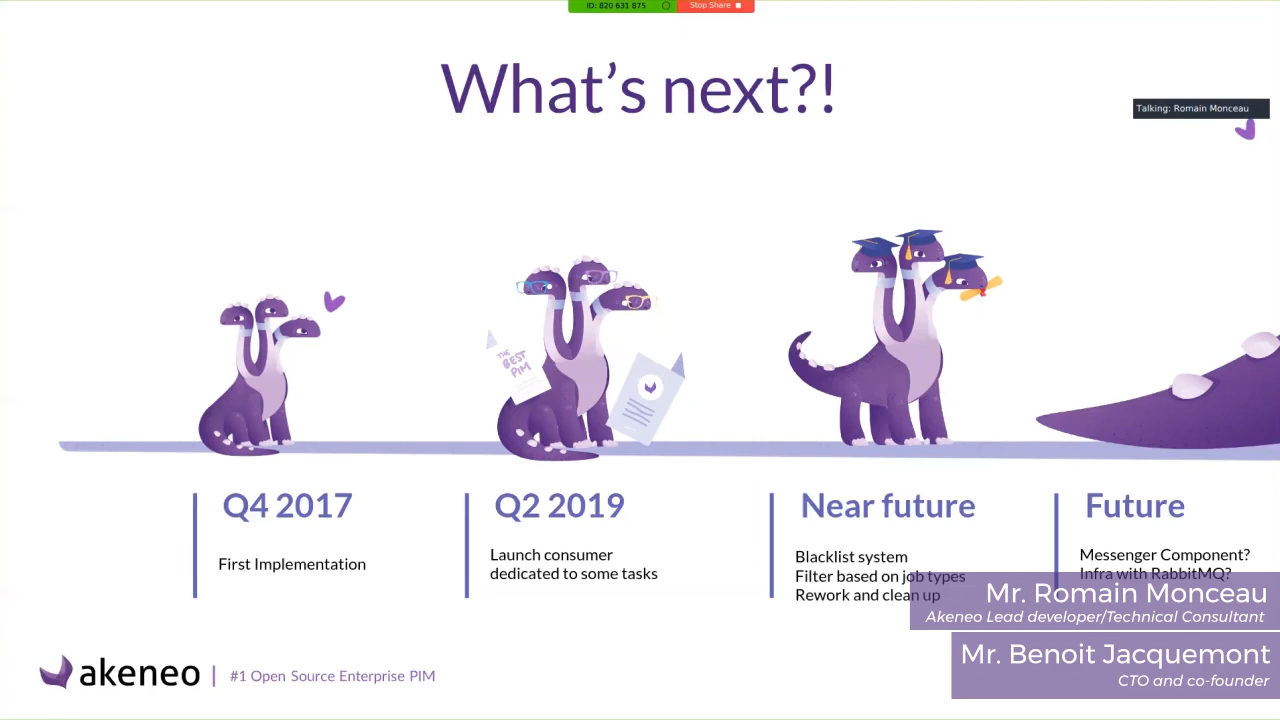 ID: 820 631 875
Stop Share
What's next?!
Talking: Romain Monceau
THE
BEST
PIM
Q4 2017
First Implementation
Q2 2019
Launch consumer
dedicated to some tasks
Near future
Blacklist system
Filter based on job types
Rework and clean up
Future
Messenger Component?
Infra with RabbitMQ?
Mr. Romain Monceau
Akeneo Lead developer/Technical Consultant
Mr. Benoit Jacquemont
CTO and co-founder
akeneo
#1 Open Source Enterprise PIM